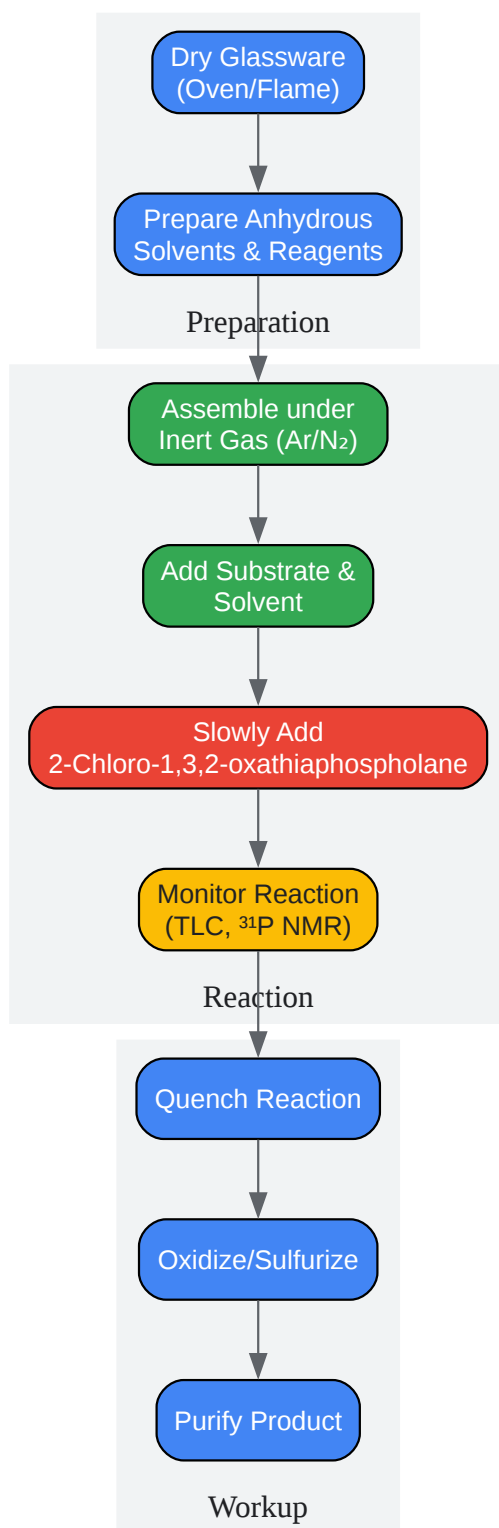 Dry Glassware
(Oven/Flame)
Prepare Anhydrous
Solvents & Reagents
Preparation
Assemble under
Inert Gas (Ar/N₂)
Add Substrate &
Solvent
Slowly Add
2-Chloro-1,3,2-oxathiaphospholane
Monitor Reaction
(TLC, ³¹P NMR)
Reaction
Quench Reaction
Oxidize/Sulfurize
Purify Product
Workup